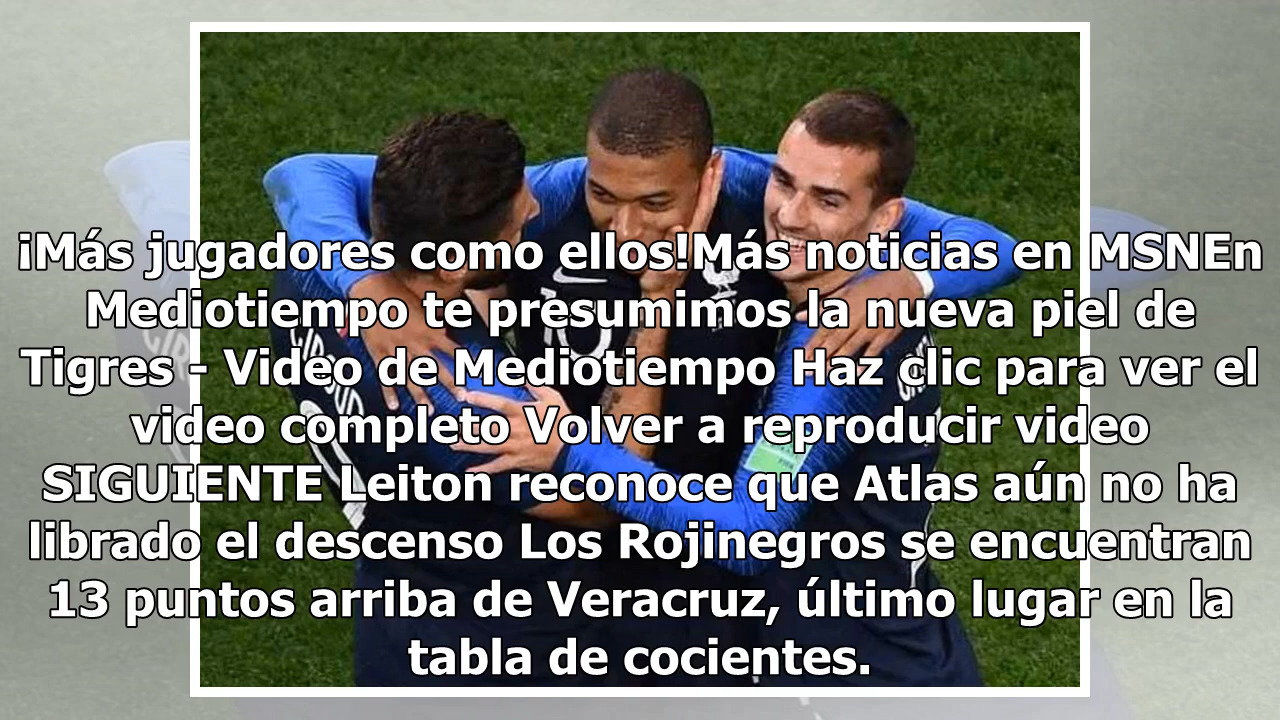 ¡Más jugadores como ellos!Más noticias en MSNEn
Mediotiempo te presumimos la nueva piel de
Tigres - Video de Mediotiempo Haz clic para ver el
video completo Volver a reproducir video
SIGUIENTE Leiton reconoce que Atlas aún no ha
librado el descenso Los Rojinegros se encuentran
13 puntos arriba de Veracruz, último lugar en la
tabla de cocientes.